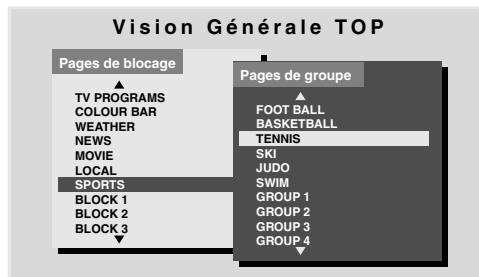 Vision Générale TOP
Pages de blocage
TV PROGRAMS
COLOUR BAR
WEATHER
NEWS
MOVIE
LOCAL
SPORTS
BLOCK 1
BLOCK 2
BLOCK 3
Pages de groupe
FOOT BALL
BASKETBALL
TENNIS
SKI
JUDO
SWIM
GROUP 1
GROUP 2
GROUP 3
GROUP 4